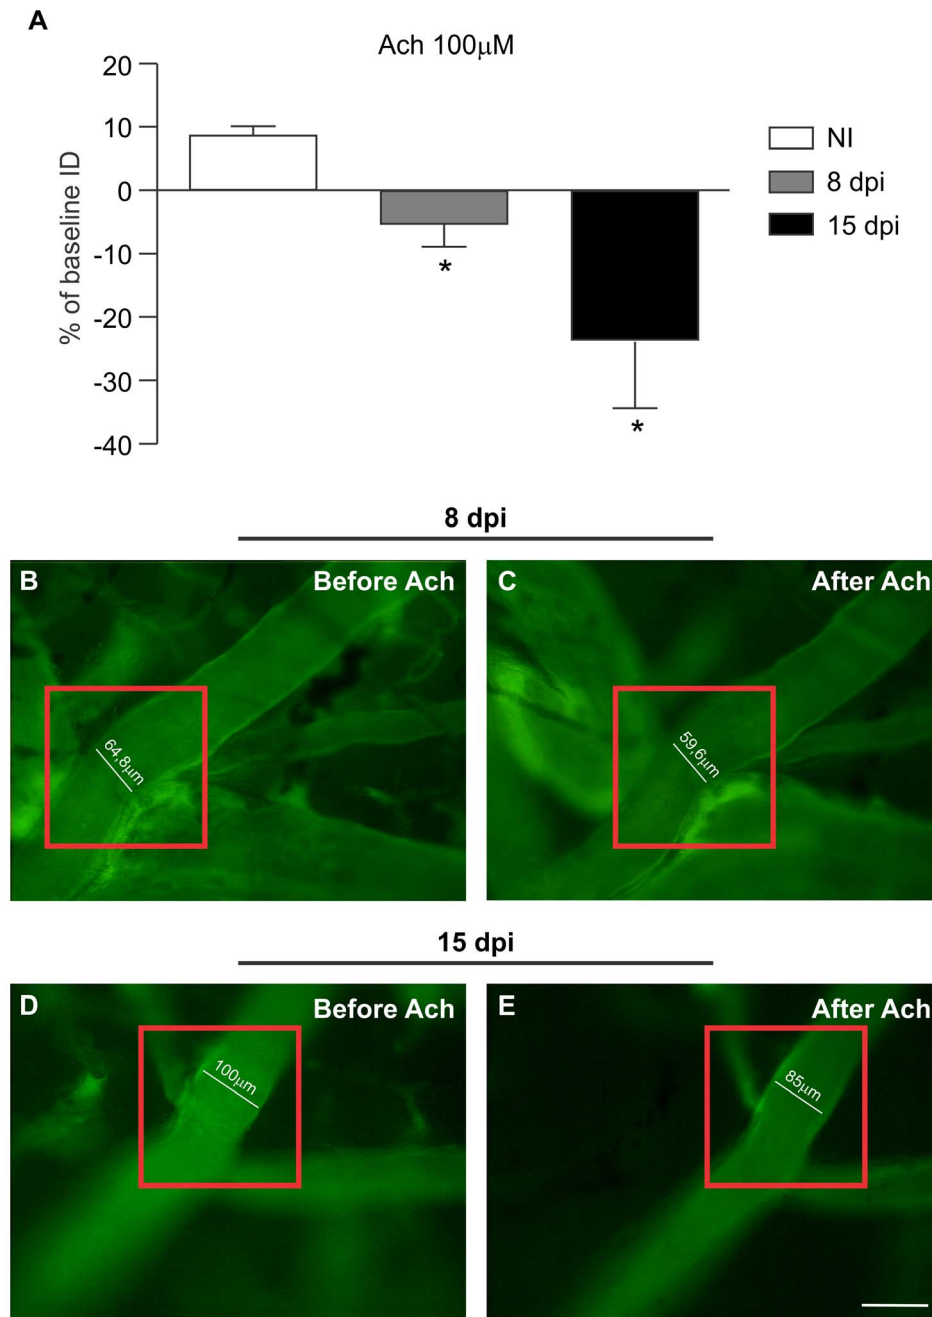 A
Ach 100μM
20
10
0
-10
-20
-30
-40
% of baseline ID
*
*
NI
8 dpi
15 dpi
8 dpi
B
Before Ach
64,8μm
C
After Ach
59,6μm
15 dpi
D
Before Ach
100μm
E
After Ach
85μm